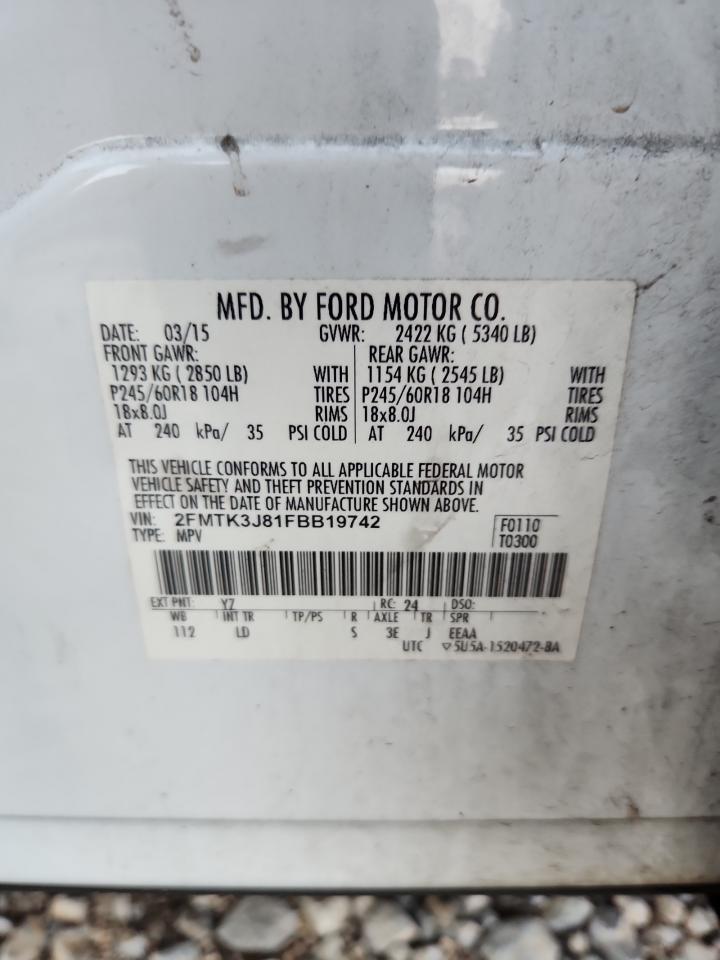 MFD. BY FORD MOTOR CO.
DATE: 03/15 GVWR: 2422 KG ( 5340 LB)
FRONT GAWR: REAR GAWR:
1293 KG ( 2850 LB) WITH 1154 KG ( 2545 LB) WITH
P245/60R18 104H TIRES P245/60R18 104H TIRES
18x8.0J RIMS 18x8.0J RIMS
AT 240 kPa/ 35 PSI COLD AT 240 kPa/ 35 PSI COLD
THIS VEHICLE CONFORMS TO ALL APPLICABLE FEDERAL MOTOR
VEHICLE SAFETY AND THEFT PREVENTION STANDARDS IN
EFFECT ON THE DATE OF MANUFACTURE SHOWN ABOVE.
VIN: 2FMTK3J81FBB19742 F0110
TYPE: MPV T0300
EXT PNT: YZ RC: 24 DSO:
WB INT TR TP/PS R AXLE TR SPR
112 LD S 3E J EEAA
UTC ▽5U5A-1520472-BA